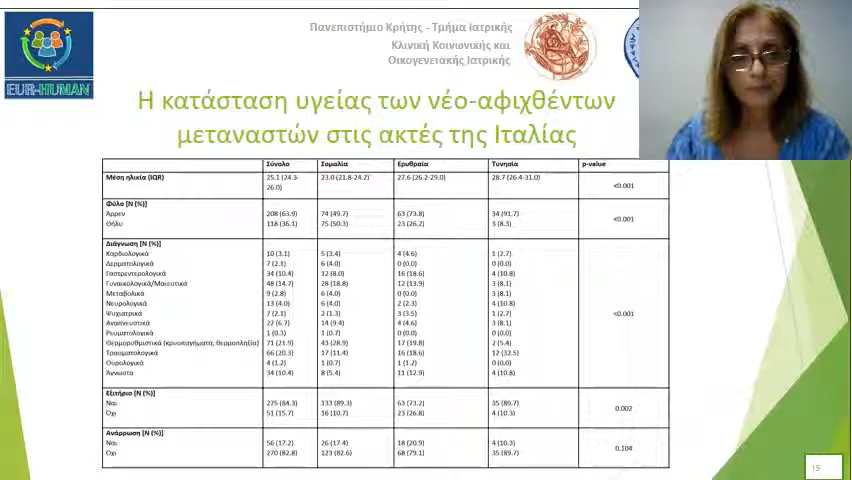 Πανεπιστήμιο Κρήτης - Τμήμα Ιατρικής
Κλινική Κοινωνικής και
Οικογενειακής Ιατρικής
EUR-HUMAN
Η κατάσταση υγείας των νέο-αφιχθέντων
μεταναστών στις ακτές της Ιταλίας
Σύνολο Σομαλία Ερυθραία Τυνησία p-value
Μέση ηλικία (IQR) 25.1 (24.3-26.0) 23.0 (21.8-24.2) 27.6 (26.2-29.0) 28.7 (26.4-31.0) <0.001
Φύλο [N (%)] <0.001
Άρρεν 208 (63.9) 74 (49.7) 63 (73.8) 34 (91.7)
Θήλυ 118 (36.1) 75 (50.3) 23 (26.2) 3 (8.3)
Διάγνωση [N (%)] <0.001
Καρδιολογικά 10 (3.1) 5 (3.4) 4 (4.6) 1 (2.7)
Δερματολογικά 7 (2.1) 6 (4.0) 0 (0.0) 0 (0.0)
Γαστρεντερολογικά 34 (10.4) 12 (8.0) 16 (18.6) 4 (10.8)
Γυναικολογικά/Μαιευτικά 48 (14.7) 28 (18.8) 12 (13.9) 3 (8.1)
Μεταβολικά 9 (2.8) 6 (4.0) 0 (0.0) 3 (8.1)
Νευρολογικά 13 (4.0) 6 (4.0) 2 (2.3) 4 (10.8)
Ψυχιατρικά 7 (2.1) 2 (1.3) 3 (3.5) 1 (2.7)
Αναπνευστικά 22 (6.7) 14 (9.4) 4 (4.6) 3 (8.1)
Ρευματολογικά 1 (0.3) 1 (0.7) 0 (0.0) 0 (0.0)
Θερμορυθμιστικά (κρυοπαγήματα, θερμοπληξία) 71 (21.9) 43 (28.9) 17 (19.8) 2 (5.4)
Τραυματολογικά 66 (20.3) 17 (11.4) 16 (18.6) 12 (32.5)
Ουρολογικά 4 (1.2) 1 (0.7) 1 (1.2) 0 (0.0)
Άγνωστα 34 (10.4) 8 (5.4) 11 (12.9) 4 (10.8)
Εξιτήριο [N (%)] 0.002
Ναι 275 (84.3) 133 (89.3) 63 (73.2) 35 (89.7)
Όχι 51 (15.7) 16 (10.7) 23 (26.8) 4 (10.3)
Ανάρρωση [N (%)] 0.104
Ναι 56 (17.2) 26 (17.4) 18 (20.9) 4 (10.3)
Όχι 270 (82.8) 123 (82.6) 68 (79.1) 35 (89.7)
15